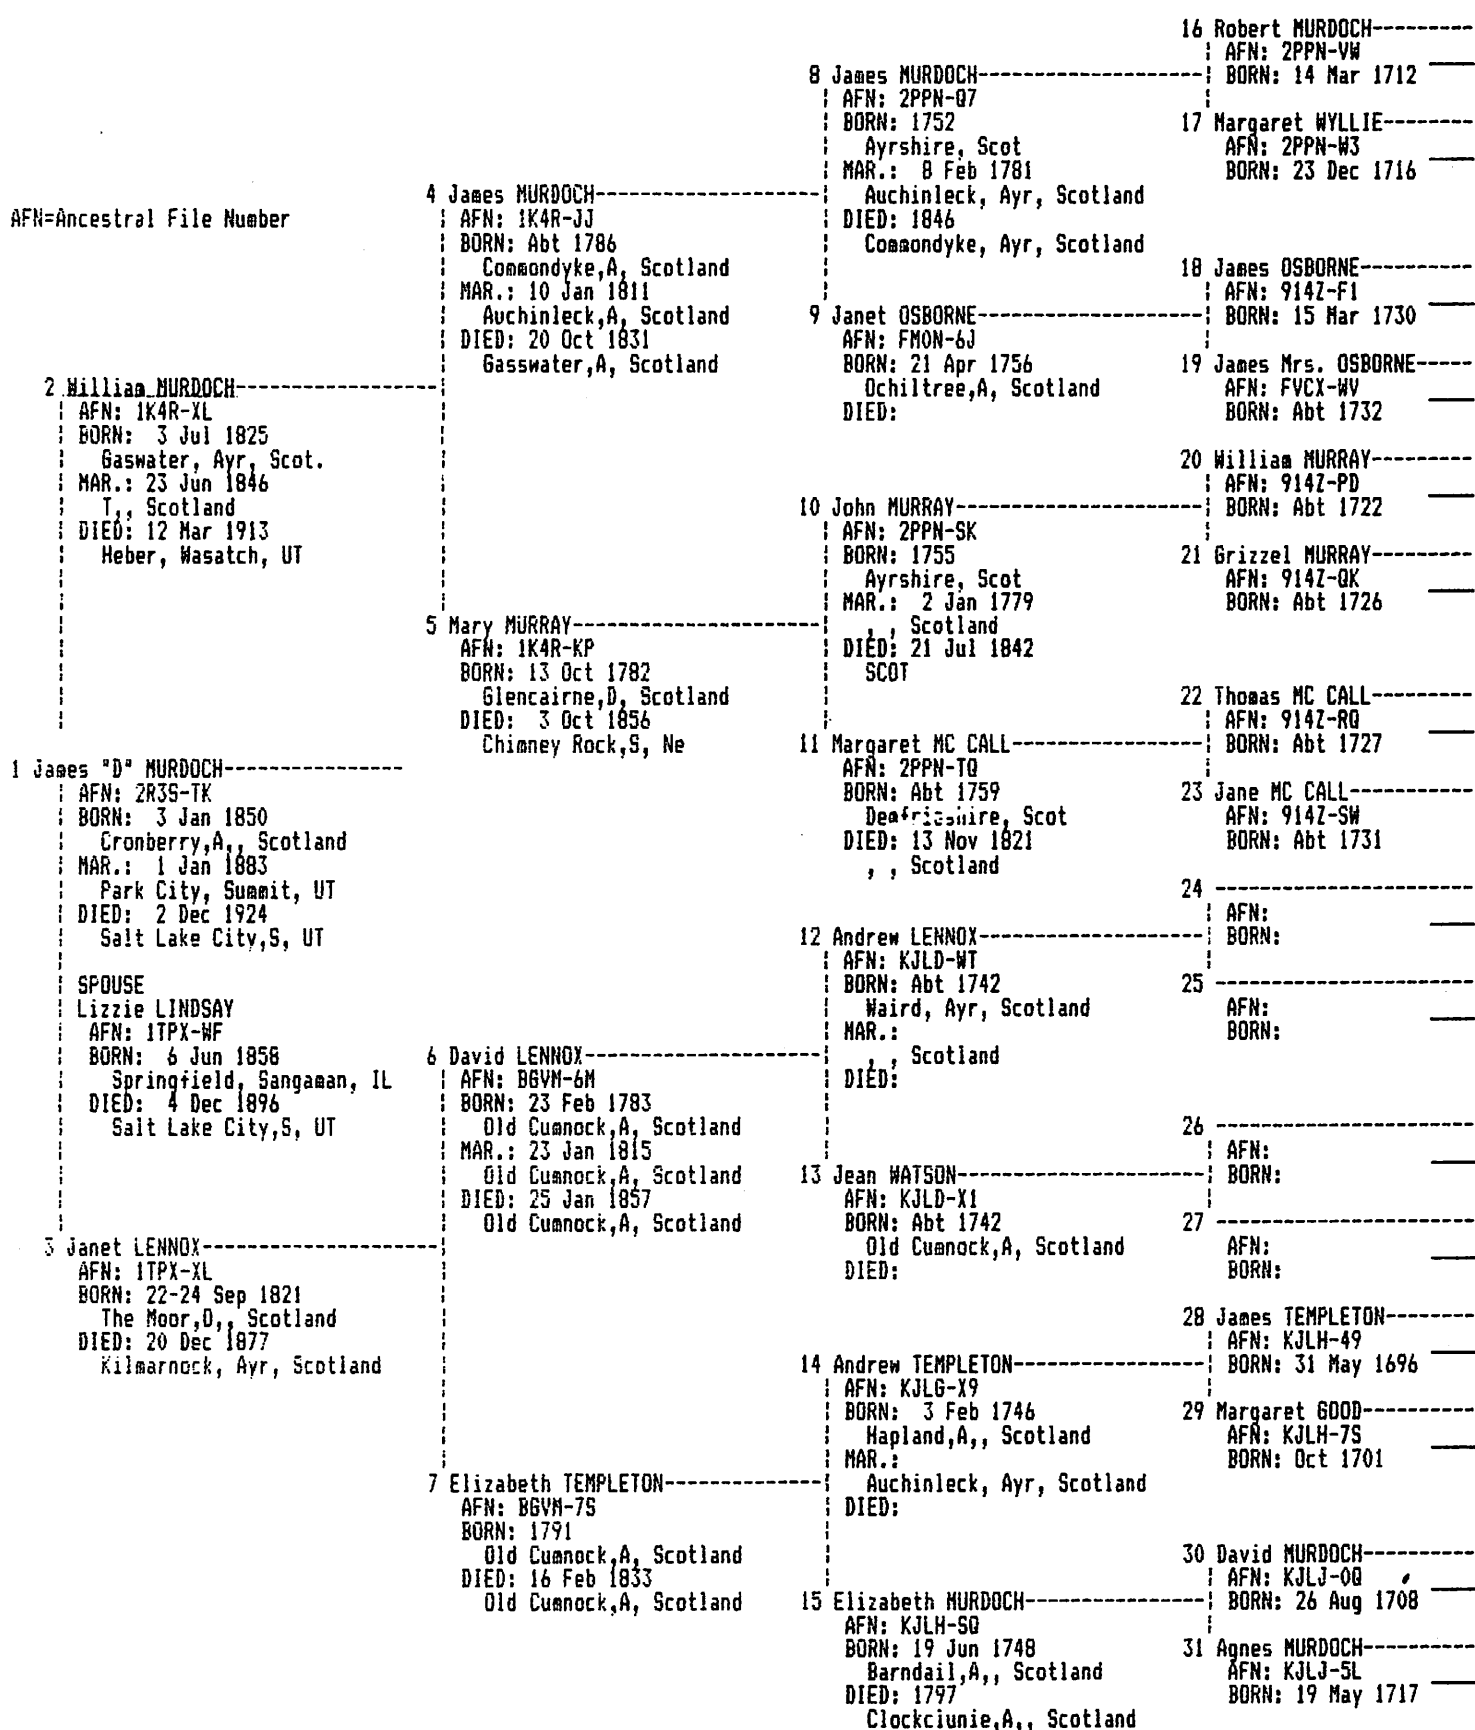 AFN=Ancestral File Number
1 James "D" MURDOCH
AFN: 2R3S-TK
BORN: 3 Jan 1850
Cronberry,A,, Scotland
MAR.: 1 Jan 1883
Park City, Summit, UT
DIED: 2 Dec 1924
Salt Lake City,S, UT
SPOUSE
Lizzie LINDSAY
AFN: 1TPX-WF
BORN: 6 Jun 1858
Springfield, Sangaman, IL
DIED: 4 Dec 1896
Salt Lake City,S, UT
2 William MURDOCH
AFN: 1K4R-XL
BORN: 3 Jul 1825
Gaswater, Ayr, Scot.
MAR.: 23 Jun 1846
T,, Scotland
DIED: 12 Mar 1913
Heber, Wasatch, UT
3 Janet LENNOX
AFN: 1TPX-XL
BORN: 22-24 Sep 1821
The Moor,D,, Scotland
DIED: 20 Dec 1877
Kilmarnock, Ayr, Scotland
4 James MURDOCH
AFN: 1K4R-JJ
BORN: Abt 1786
Commondyke,A, Scotland
MAR.: 10 Jan 1811
Auchinleck,A, Scotland
DIED: 20 Oct 1831
Gasswater,A, Scotland
5 Mary MURRAY
AFN: 1K4R-KP
BORN: 13 Oct 1782
Glencairne,D, Scotland
DIED: 3 Oct 1856
Chimney Rock,S, Ne
6 David LENNOX
AFN: BGVM-6M
BORN: 23 Feb 1783
Old Cumnock,A, Scotland
MAR.: 23 Jan 1815
Old Cumnock,A, Scotland
DIED: 25 Jan 1857
Old Cumnock,A, Scotland
7 Elizabeth TEMPLETON
AFN: BGVM-7S
BORN: 1791
Old Cumnock,A, Scotland
DIED: 16 Feb 1833
Old Cumnock,A, Scotland
8 James MURDOCH
AFN: 2PPN-Q7
BORN: 1752
Ayrshire, Scot
MAR.: 8 Feb 1781
Auchinleck, Ayr, Scotland
DIED: 1846
Commondyke, Ayr, Scotland
9 Janet OSBORNE
AFN: FMON-6J
BORN: 21 Apr 1756
Ochiltree,A, Scotland
DIED:
10 John MURRAY
AFN: 2PPN-SK
BORN: 1755
Ayrshire, Scot
MAR.: 2 Jan 1779
, , Scotland
DIED: 21 Jul 1842
SCOT
11 Margaret MC CALL
AFN: 2PPN-TQ
BORN: Abt 1759
Scot
DIED: 13 Nov 1821
, , Scotland
12 Andrew LENNOX
AFN: KJLD-WT
BORN: Abt 1742
Waird, Ayr, Scotland
MAR.:
, , Scotland
DIED:
13 Jean WATSON
AFN: KJLD-X1
BORN: Abt 1742
Old Cumnock,A, Scotland
DIED:
14 Andrew TEMPLETON
AFN: KJLG-X9
BORN: 3 Feb 1746
Hapland,A,, Scotland
MAR.:
Auchinleck, Ayr, Scotland
DIED:
15 Elizabeth MURDOCH
AFN: KJLH-SQ
BORN: 19 Jun 1748
Barndail,A,, Scotland
DIED: 1797
Clockclunie,A,, Scotland
16 Robert MURDOCH
AFN: 2PPN-VW
BORN: 14 Mar 1712
17 Margaret WYLLIE
AFN: 2PPN-W3
BORN: 23 Dec 1716
18 James OSBORNE
AFN: 914Z-F1
BORN: 15 Mar 1730
19 James Mrs. OSBORNE
AFN: FVCX-WV
BORN: Abt 1732
20 William MURRAY
AFN: 914Z-PD
BORN: Abt 1722
21 Grizzel MURRAY
AFN: 914Z-QK
BORN: Abt 1726
22 Thomas MC CALL
AFN: 914Z-RQ
BORN: Abt 1727
23 Jane MC CALL
AFN: 914Z-SW
BORN: Abt 1731
24
AFN:
BORN:
25
AFN:
BORN:
26
AFN:
BORN:
27
AFN:
BORN:
28 James TEMPLETON
AFN: KJLH-49
BORN: 31 May 1696
29 Margaret GOOD
AFN: KJLH-7S
BORN: Oct 1701
30 David MURDOCH
AFN: KJLJ-0Q
BORN: 26 Aug 1708
31 Agnes MURDOCH
AFN: KJLJ-5L
BORN: 19 May 1717